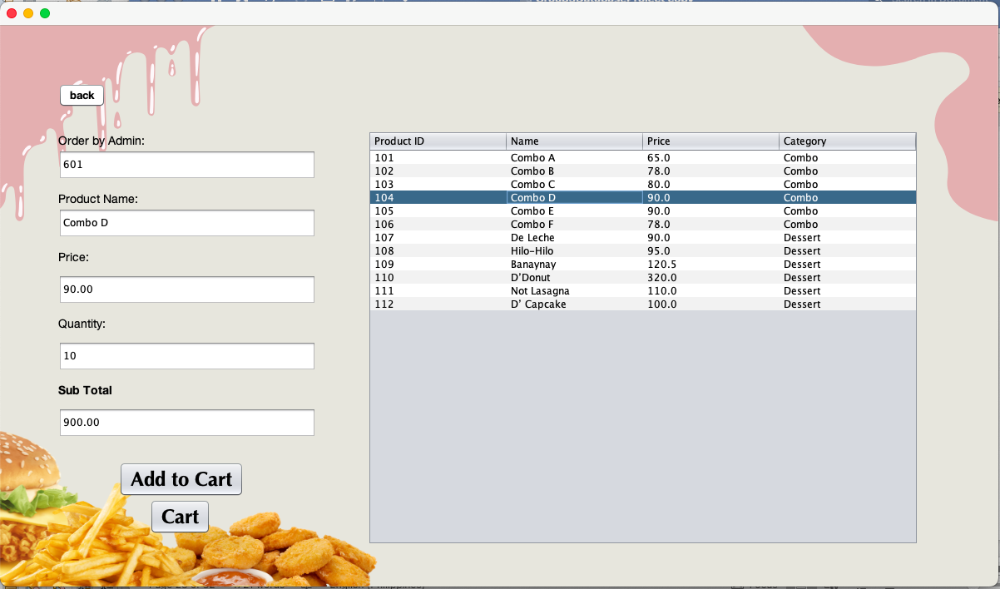 back
Order by Admin:
601
Product Name:
Combo D
Price:
90.00
Quantity:
10
Sub Total
900.00
Add to Cart
Cart
Product ID Name Price Category
101 Combo A 65.0 Combo
102 Combo B 78.0 Combo
103 Combo C 80.0 Combo
104 Combo D 90.0 Combo
105 Combo E 90.0 Combo
106 Combo F 78.0 Combo
107 De Leche 90.0 Dessert
108 Hilo-Hilo 95.0 Dessert
109 Banaynay 120.5 Dessert
110 D'Donut 320.0 Dessert
111 Not Lasagna 110.0 Dessert
112 D' Capcake 100.0 Dessert